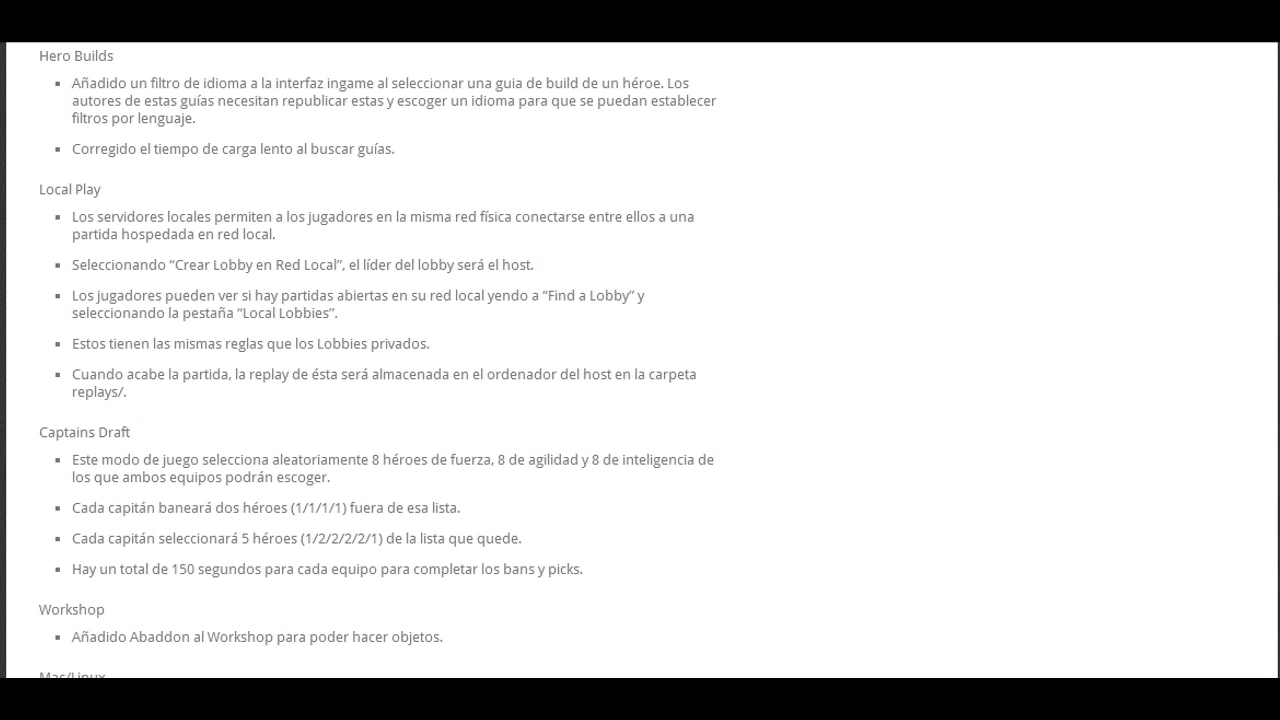 Hero Builds
Añadido un filtro de idioma a la interfaz ingame al seleccionar una guia de build de un héroe. Los
autores de estas guías necesitan republicar estas y escoger un idioma para que se puedan establecer
filtros por lenguaje.
Corregido el tiempo de carga lento al buscar guías.
Local Play
Los servidores locales permiten a los jugadores en la misma red física conectarse entre ellos a una
partida hospedada en red local.
Seleccionando “Crear Lobby en Red Local”, el líder del lobby será el host.
Los jugadores pueden ver si hay partidas abiertas en su red local yendo a “Find a Lobby” y
seleccionando la pestaña “Local Lobbies”.
Estos tienen las mismas reglas que los Lobbies privados.
Cuando acabe la partida, la replay de ésta será almacenada en el ordenador del host en la carpeta
replays/.
Captains Draft
Este modo de juego selecciona aleatoriamente 8 héroes de fuerza, 8 de agilidad y 8 de inteligencia de
los que ambos equipos podrán escoger.
Cada capitán baneará dos héroes (1/1/1/1) fuera de esa lista.
Cada capitán seleccionará 5 héroes (1/2/2/2/2/1) de la lista que quede.
Hay un total de 150 segundos para cada equipo para completar los bans y picks.
Workshop
Añadido Abaddon al Workshop para poder hacer objetos.
Mac/Linux